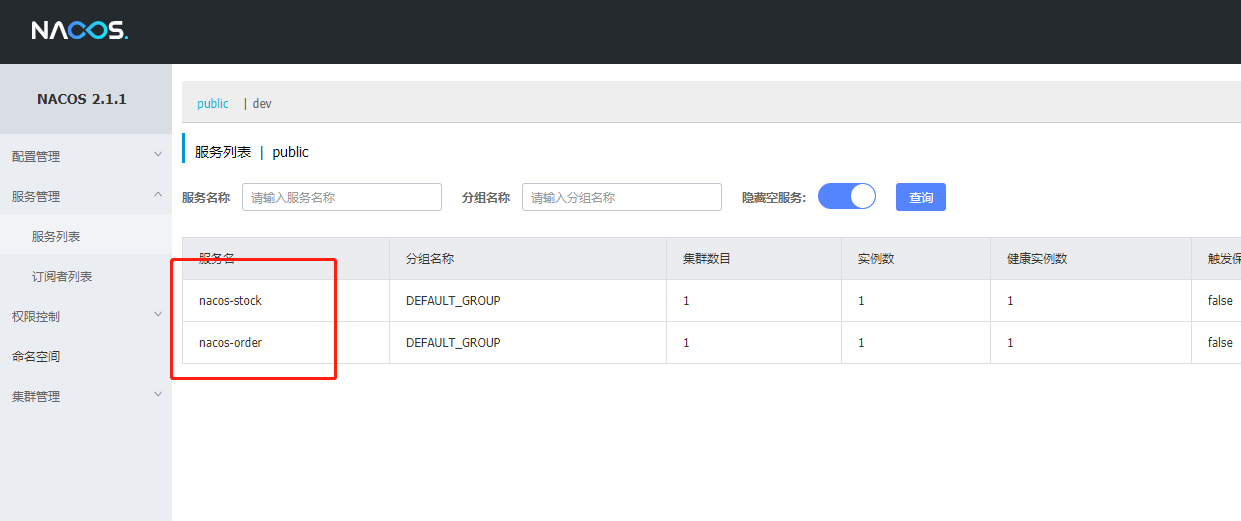 NACOS.
NACOS 2.1.1
配置管理
服务管理
服务列表
订阅者列表
权限控制
命名空间
集群管理
public | dev
服务列表 | public
服务名称 请输入服务名称 分组名称 请输入分组名称 隐藏空服务: 查询
服务名 分组名称 集群数目 实例数 健康实例数 触发保
nacos-stock DEFAULT_GROUP 1 1 1 false
nacos-order DEFAULT_GROUP 1 1 1 false